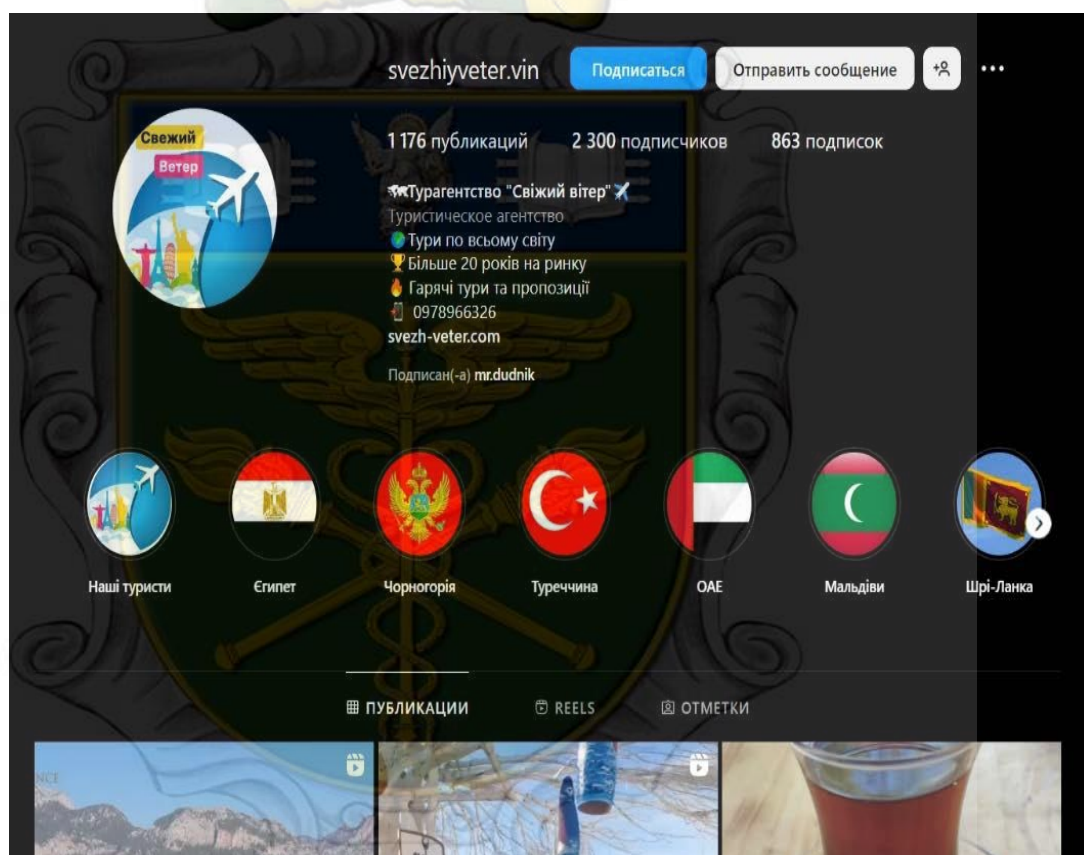 svezhiyveter.vin Подписаться Отправить сообщение
Свежий
Ветер
1 176 публикаций 2 300 подписчиков 863 подписок
Турагентство "Свіжий вітер"
Туристическое агентство
Тури по всьому світу
Більше 20 років на ринку
Гарячі тури та пропозиції
0978966326
svezh-veter.com
Подписан(-а) mr.dudnik
Наші туристи Єгипет Чорногорія Туреччина ОАЕ Мальдіви Шрі-Ланка
ПУБЛИКАЦИИ REELS ОТМЕТКИ